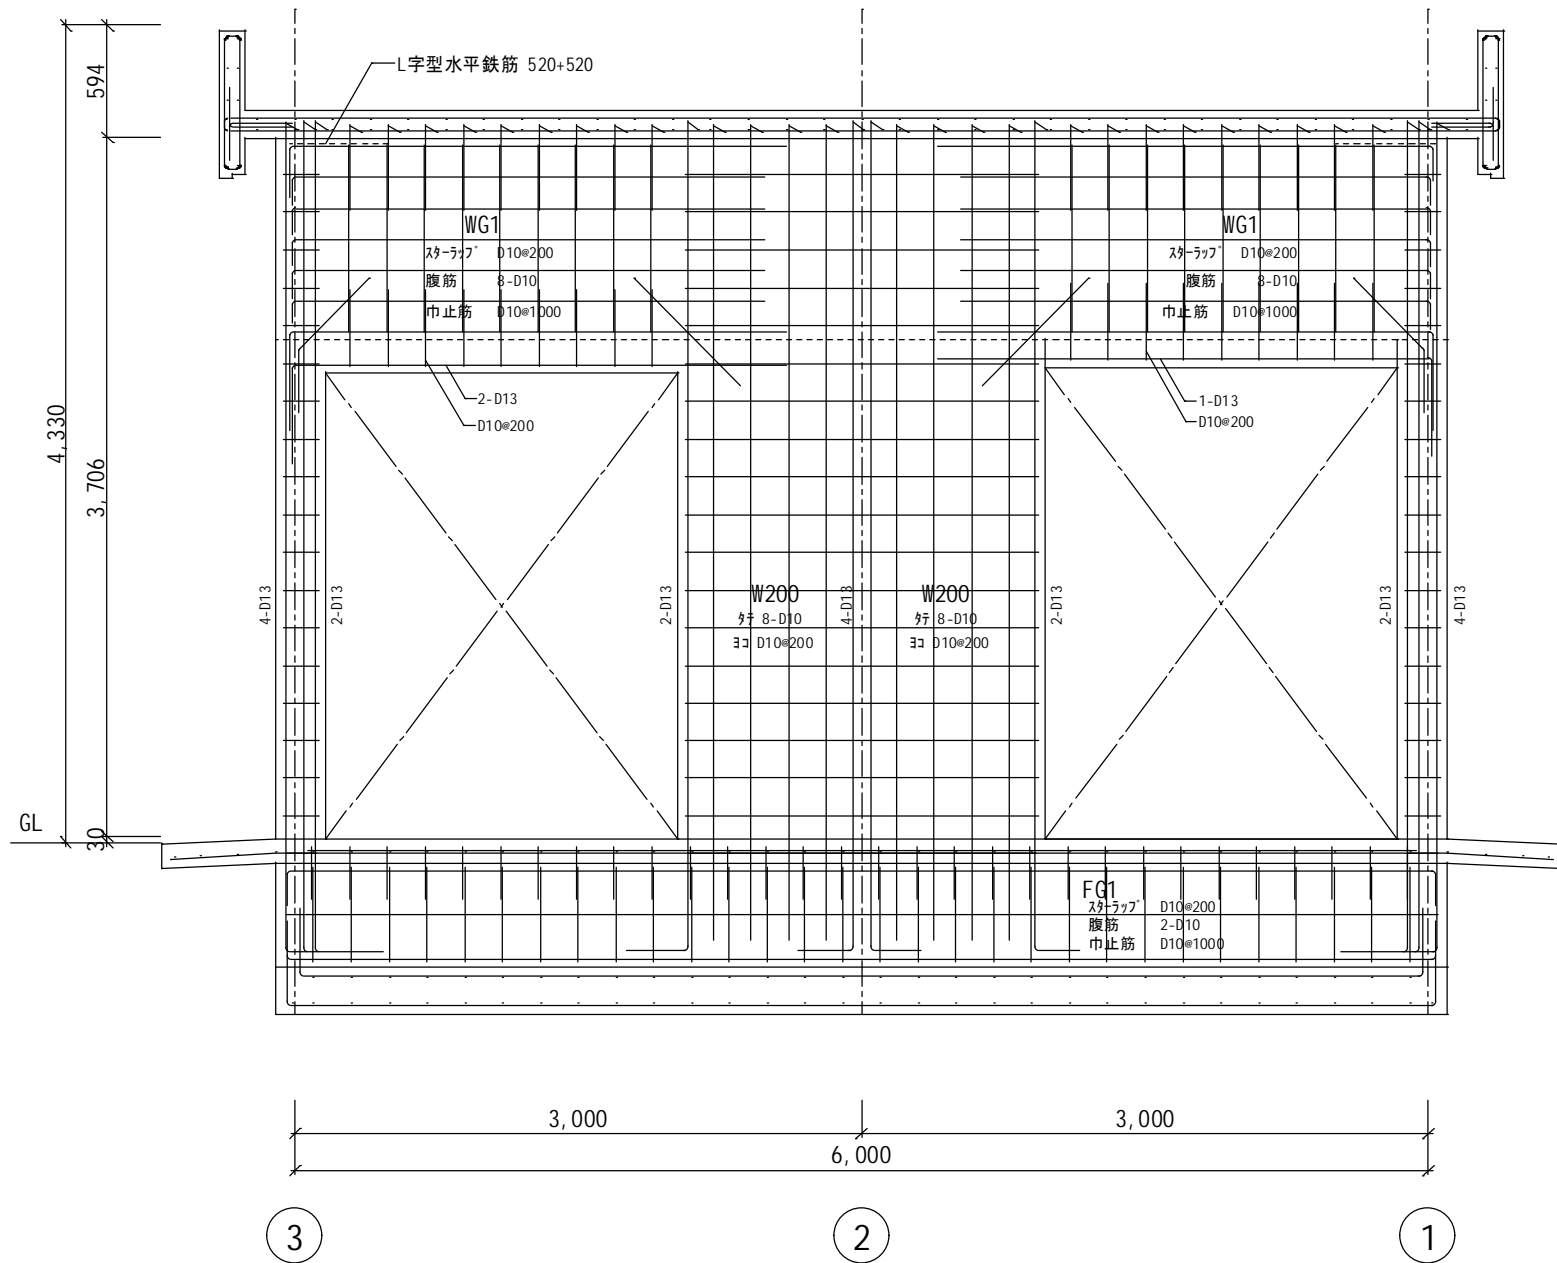 L字型水平鉄筋 520+520
594
4,330
3,706
30
GL
WG1
スターラップ D10@200
腹筋 8-D10
巾止筋 D10@1000
WG1
スターラップ D10@200
腹筋 8-D10
巾止筋 D10@1000
2-D13
D10@200
1-D13
D10@200
4-D13
2-D13
2-D13
W200
タテ 8-D10
ヨコ D10@200
4-D13
W200
タテ 8-D10
ヨコ D10@200
2-D13
2-D13
4-D13
FG1
スターラップ D10@200
腹筋 2-D10
巾止筋 D10@1000
3,000
3,000
6,000
3
2
1